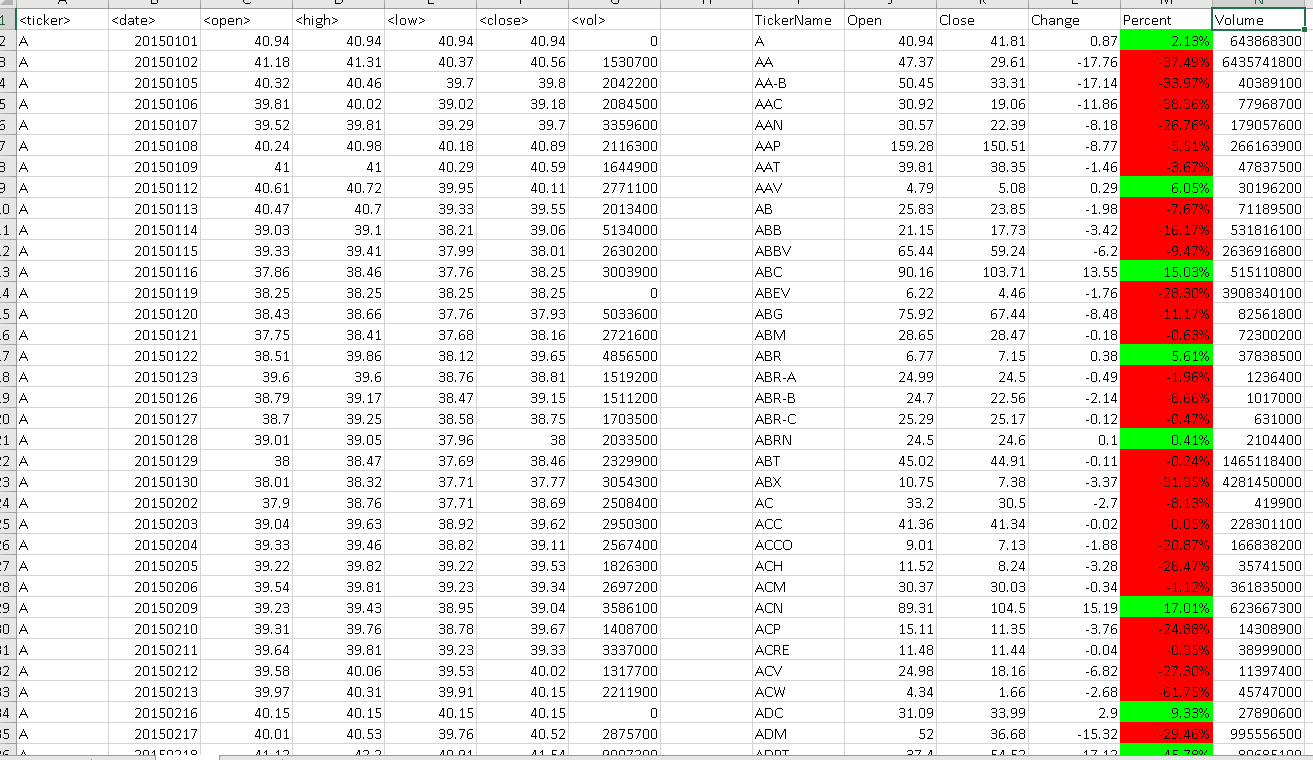 <ticker> <date> <open> <high> <low> <close> <vol> TickerName Open Close Change Percent Volume
2 A 20150101 40.94 40.94 40.94 40.94 0 A 40.94 41.81 0.87 2.13% 643868300
3 A 20150102 41.18 41.31 40.37 40.56 1530700 AA 47.37 29.61 -17.76 -37.49% 6435741800
4 A 20150105 40.32 40.46 39.7 39.8 2042200 AA-B 50.45 33.31 -17.14 -33.97% 40389100
5 A 20150106 39.81 40.02 39.02 39.18 2084500 AAC 30.92 19.06 -11.86 -38.36% 77968700
6 A 20150107 39.52 39.81 39.29 39.7 3359600 AAN 30.57 22.39 -8.18 -26.76% 179057600
7 A 20150108 40.24 40.98 40.18 40.89 2116300 AAP 159.28 150.51 -8.77 -5.51% 266163900
8 A 20150109 41 41 40.29 40.59 1644900 AAT 39.81 38.35 -1.46 -3.67% 47837500
9 A 20150112 40.61 40.72 39.95 40.11 2771100 AAV 4.79 5.08 0.29 6.05% 30196200
A 20150113 40.47 40.7 39.33 39.55 2013400 AB 25.83 23.85 -1.98 -7.67% 71189500
A 20150114 39.03 39.1 38.21 39.06 5134000 ABB 21.15 17.73 -3.42 -16.17% 531816100
A 20150115 39.33 39.41 37.99 38.01 2630200 ABBV 65.44 59.24 -6.2 -9.47% 2636916800
A 20150116 37.86 38.46 37.76 38.25 3003900 ABC 90.16 103.71 13.55 15.03% 515110800
A 20150119 38.25 38.25 38.25 38.25 0 ABEV 6.22 4.46 -1.76 -28.30% 3908340100
A 20150120 38.43 38.66 37.76 37.93 5033600 ABG 75.92 67.44 -8.48 -11.17% 82561800
A 20150121 37.75 38.41 37.68 38.16 2721600 ABM 28.65 28.47 -0.18 -0.63% 72300200
A 20150122 38.51 39.86 38.12 39.65 4856500 ABR 6.77 7.15 0.38 5.61% 37838500
A 20150123 39.6 39.6 38.76 38.81 1519200 ABR-A 24.99 24.5 -0.49 -1.96% 1236400
A 20150126 38.79 39.17 38.47 39.15 1511200 ABR-B 24.7 22.56 -2.14 -8.66% 1017000
A 20150127 38.7 39.25 38.58 38.75 1703500 ABR-C 25.29 25.17 -0.12 -0.47% 631000
A 20150128 39.01 39.05 37.96 38 2033500 ABRN 24.5 24.6 0.1 0.41% 2104400
A 20150129 38 38.47 37.69 38.46 2329900 ABT 45.02 44.91 -0.11 -0.24% 1465118400
A 20150130 38.01 38.32 37.71 37.77 3054300 ABX 10.75 7.38 -3.37 -31.35% 4281450000
A 20150202 37.9 38.76 37.71 38.69 2508400 AC 33.2 30.5 -2.7 -8.13% 419900
A 20150203 39.04 39.63 38.92 39.62 2950300 ACC 41.36 41.34 -0.02 -0.05% 228301100
A 20150204 39.33 39.46 38.82 39.11 2567400 ACCO 9.01 7.13 -1.88 -20.87% 166838200
A 20150205 39.22 39.82 39.22 39.53 1826300 ACH 11.52 8.24 -3.28 -28.47% 35741500
A 20150206 39.54 39.81 39.23 39.34 2697200 ACM 30.37 30.03 -0.34 -1.12% 361835000
A 20150209 39.23 39.43 38.95 39.04 3586100 ACN 89.31 104.5 15.19 17.01% 623667300
A 20150210 39.31 39.76 38.78 39.67 1408700 ACP 15.11 11.35 -3.76 -24.88% 14308900
A 20150211 39.64 39.81 39.23 39.33 3337000 ACRE 11.48 11.44 -0.04 -0.35% 38999000
A 20150212 39.58 40.06 39.53 40.02 1317700 ACV 24.98 18.16 -6.82 -27.30% 11397400
A 20150213 39.97 40.31 39.91 40.15 2211900 ACW 4.34 1.66 -2.68 -61.75% 45747000
A 20150216 40.15 40.15 40.15 40.15 0 ADC 31.09 33.99 2.9 9.33% 27890600
A 20150217 40.01 40.53 39.76 40.52 2875700 ADM 52 36.68 -15.32 -29.46% 995556500